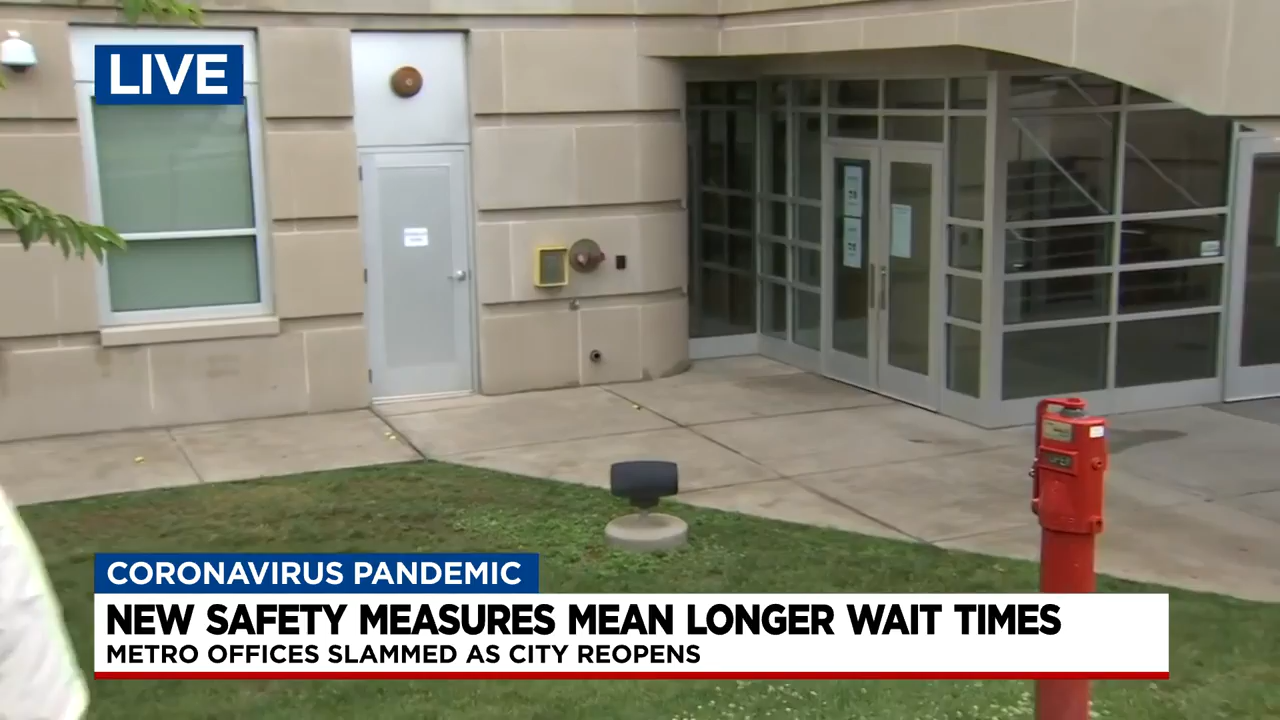 LIVE
CORONAVIRUS PANDEMIC
NEW SAFETY MEASURES MEAN LONGER WAIT TIMES
METRO OFFICES SLAMMED AS CITY REOPENS